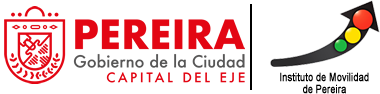 PEREIRA
Gobierno de la Ciudad
CAPITAL DEL EJE
Instituto de Movilidad
de Pereira